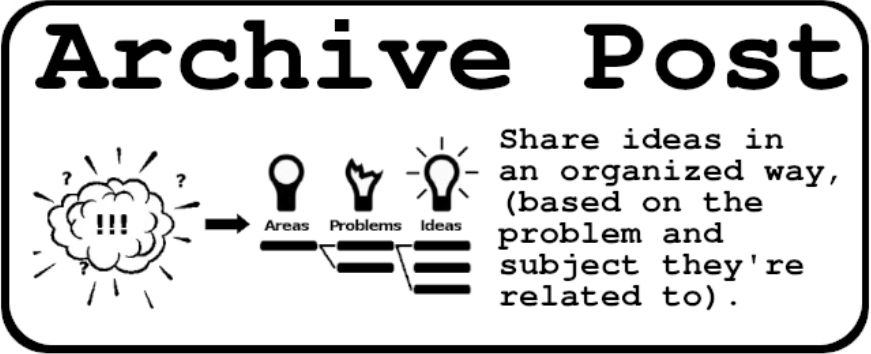 Archive Post
?
?
!!!
?
Areas Problems Ideas
Share ideas in
an organized way,
(based on the
problem and
subject they're
related to).